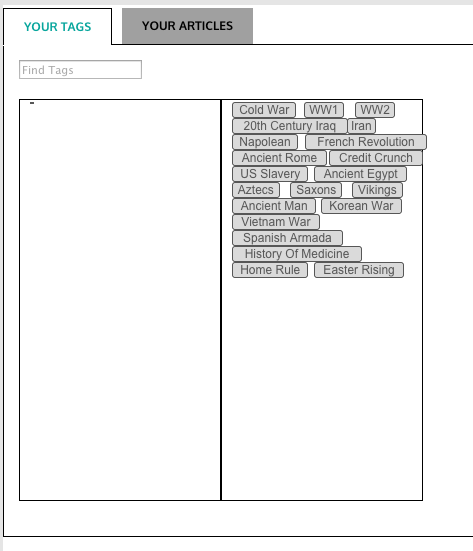 YOUR TAGS YOUR ARTICLES
Find Tags
-
Cold War WW1 WW2
20th Century Iraq Iran
Napolean French Revolution
Ancient Rome Credit Crunch
US Slavery Ancient Egypt
Aztecs Saxons Vikings
Ancient Man Korean War
Vietnam War
Spanish Armada
History Of Medicine
Home Rule Easter Rising